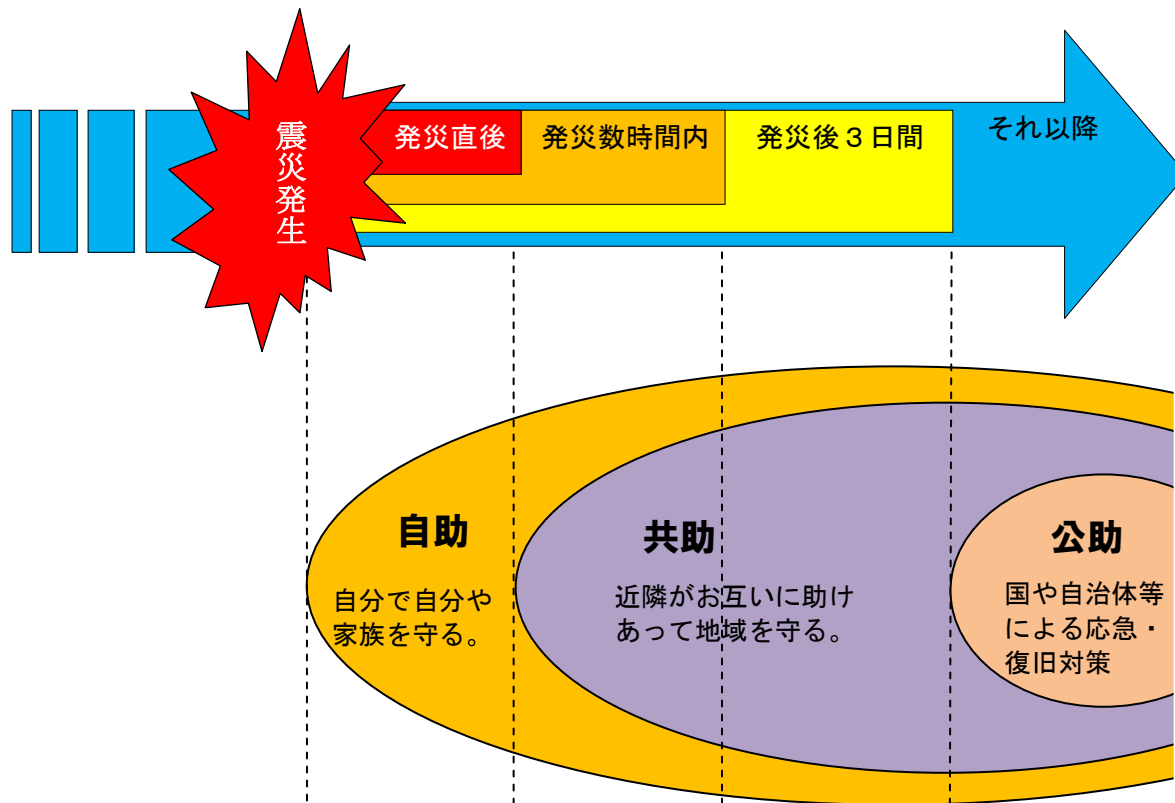 震災発生
発災直後
発災数時間内
発災後３日間
それ以降
自助
自分で自分や
家族を守る。
共助
近隣がお互いに助け
あって地域を守る。
公助
国や自治体等
による応急・
復旧対策